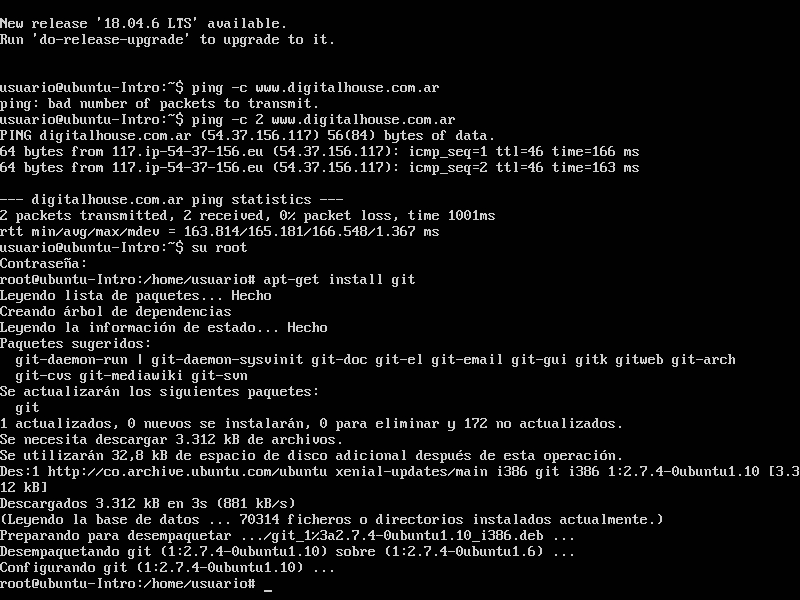 New release '18.04.6 LTS' available.
Run 'do-release-upgrade' to upgrade to it.
usuario@ubuntu-Intro:~$ ping -c www.digitalhouse.com.ar
ping: bad number of packets to transmit.
usuario@ubuntu-Intro:~$ ping -c 2 www.digitalhouse.com.ar
PING digitalhouse.com.ar (54.37.156.117) 56(84) bytes of data.
64 bytes from 117.ip-54-37-156.eu (54.37.156.117): icmp_seq=1 ttl=46 time=166 ms
64 bytes from 117.ip-54-37-156.eu (54.37.156.117): icmp_seq=2 ttl=46 time=163 ms
--- digitalhouse.com.ar ping statistics ---
2 packets transmitted, 2 received, 0% packet loss, time 1001ms
rtt min/avg/max/mdev = 163.814/165.181/166.548/1.367 ms
usuario@ubuntu-Intro:~$ su root
Contraseña:
root@ubuntu-Intro:/home/usuario# apt-get install git
Leyendo lista de paquetes... Hecho
Creando árbol de dependencias
Leyendo la información de estado... Hecho
Paquetes sugeridos:
  git-daemon-run | git-daemon-sysvinit git-doc git-el git-email git-gui gitk gitweb git-arch
  git-cvs git-mediawiki git-svn
Se actualizarán los siguientes paquetes:
  git
1 actualizados, 0 nuevos se instalarán, 0 para eliminar y 172 no actualizados.
Se necesita descargar 3.312 kB de archivos.
Se utilizarán 32,8 kB de espacio de disco adicional después de esta operación.
Des:1 http://co.archive.ubuntu.com/ubuntu xenial-updates/main i386 git i386 1:2.7.4-0ubuntu1.10 [3.3
12 kB]
Descargados 3.312 kB en 3s (881 kB/s)
(Leyendo la base de datos ... 70314 ficheros o directorios instalados actualmente.)
Preparando para desempaquetar .../git_1%3a2.7.4-0ubuntu1.10_i386.deb ...
Desempaquetando git (1:2.7.4-0ubuntu1.10) sobre (1:2.7.4-0ubuntu1.6) ...
Configurando git (1:2.7.4-0ubuntu1.10) ...
root@ubuntu-Intro:/home/usuario# _